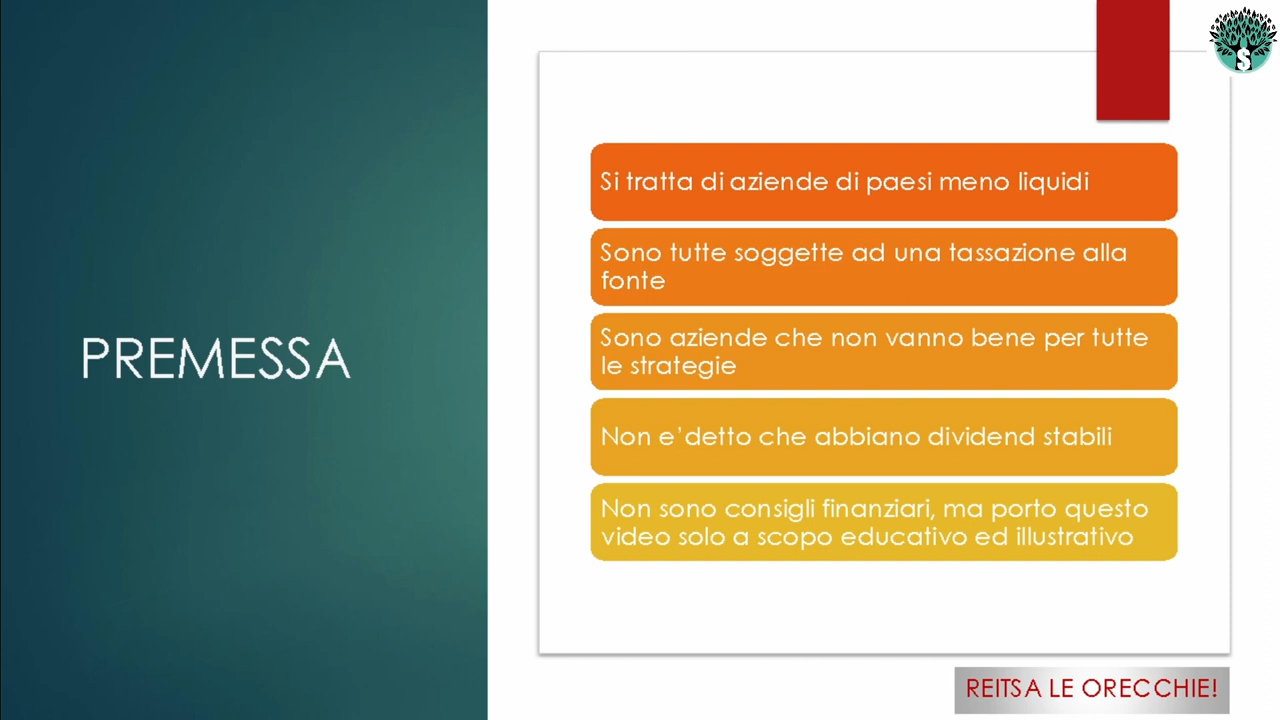 PREMESSA
Si tratta di aziende di paesi meno liquidi
Sono tutte soggette ad una tassazione alla
fonte
Sono aziende che non vanno bene per tutte
le strategie
Non e'detto che abbiano dividend stabili
Non sono consigli finanziari, ma porto questo
video solo a scopo educativo ed illustrativo
REITSA LE ORECCHIE!
$